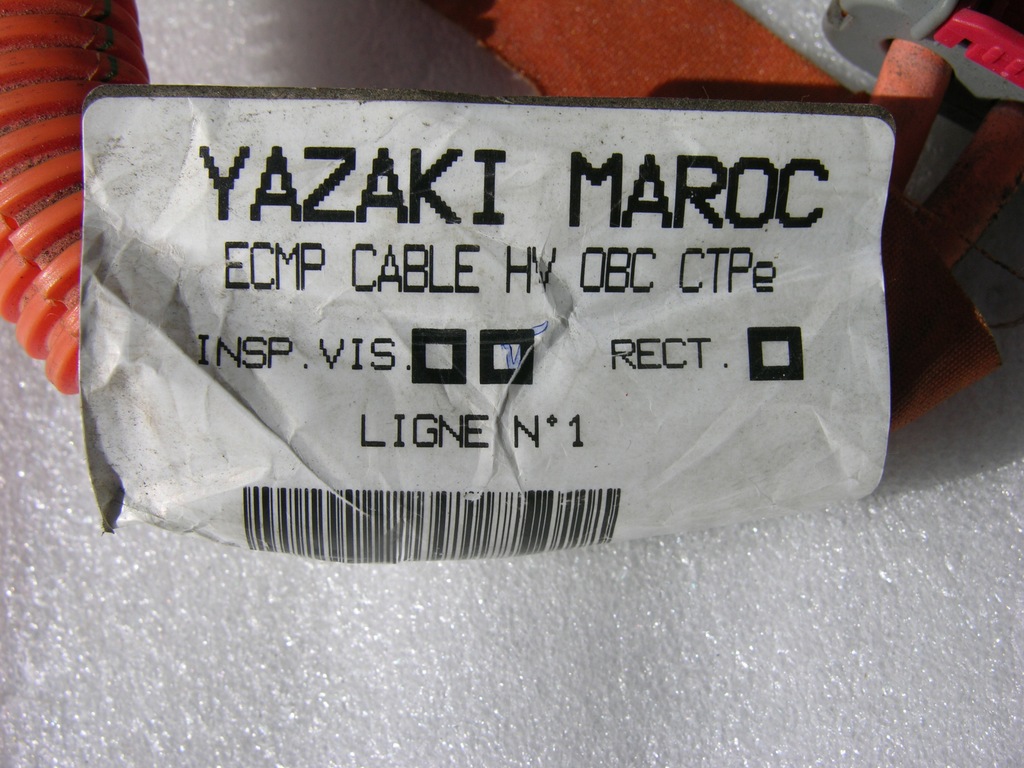 YAZAKI MAROC
ECMP CABLE HV OBC CTPe
INSP.VIS. RECT.
LIGNE N°1